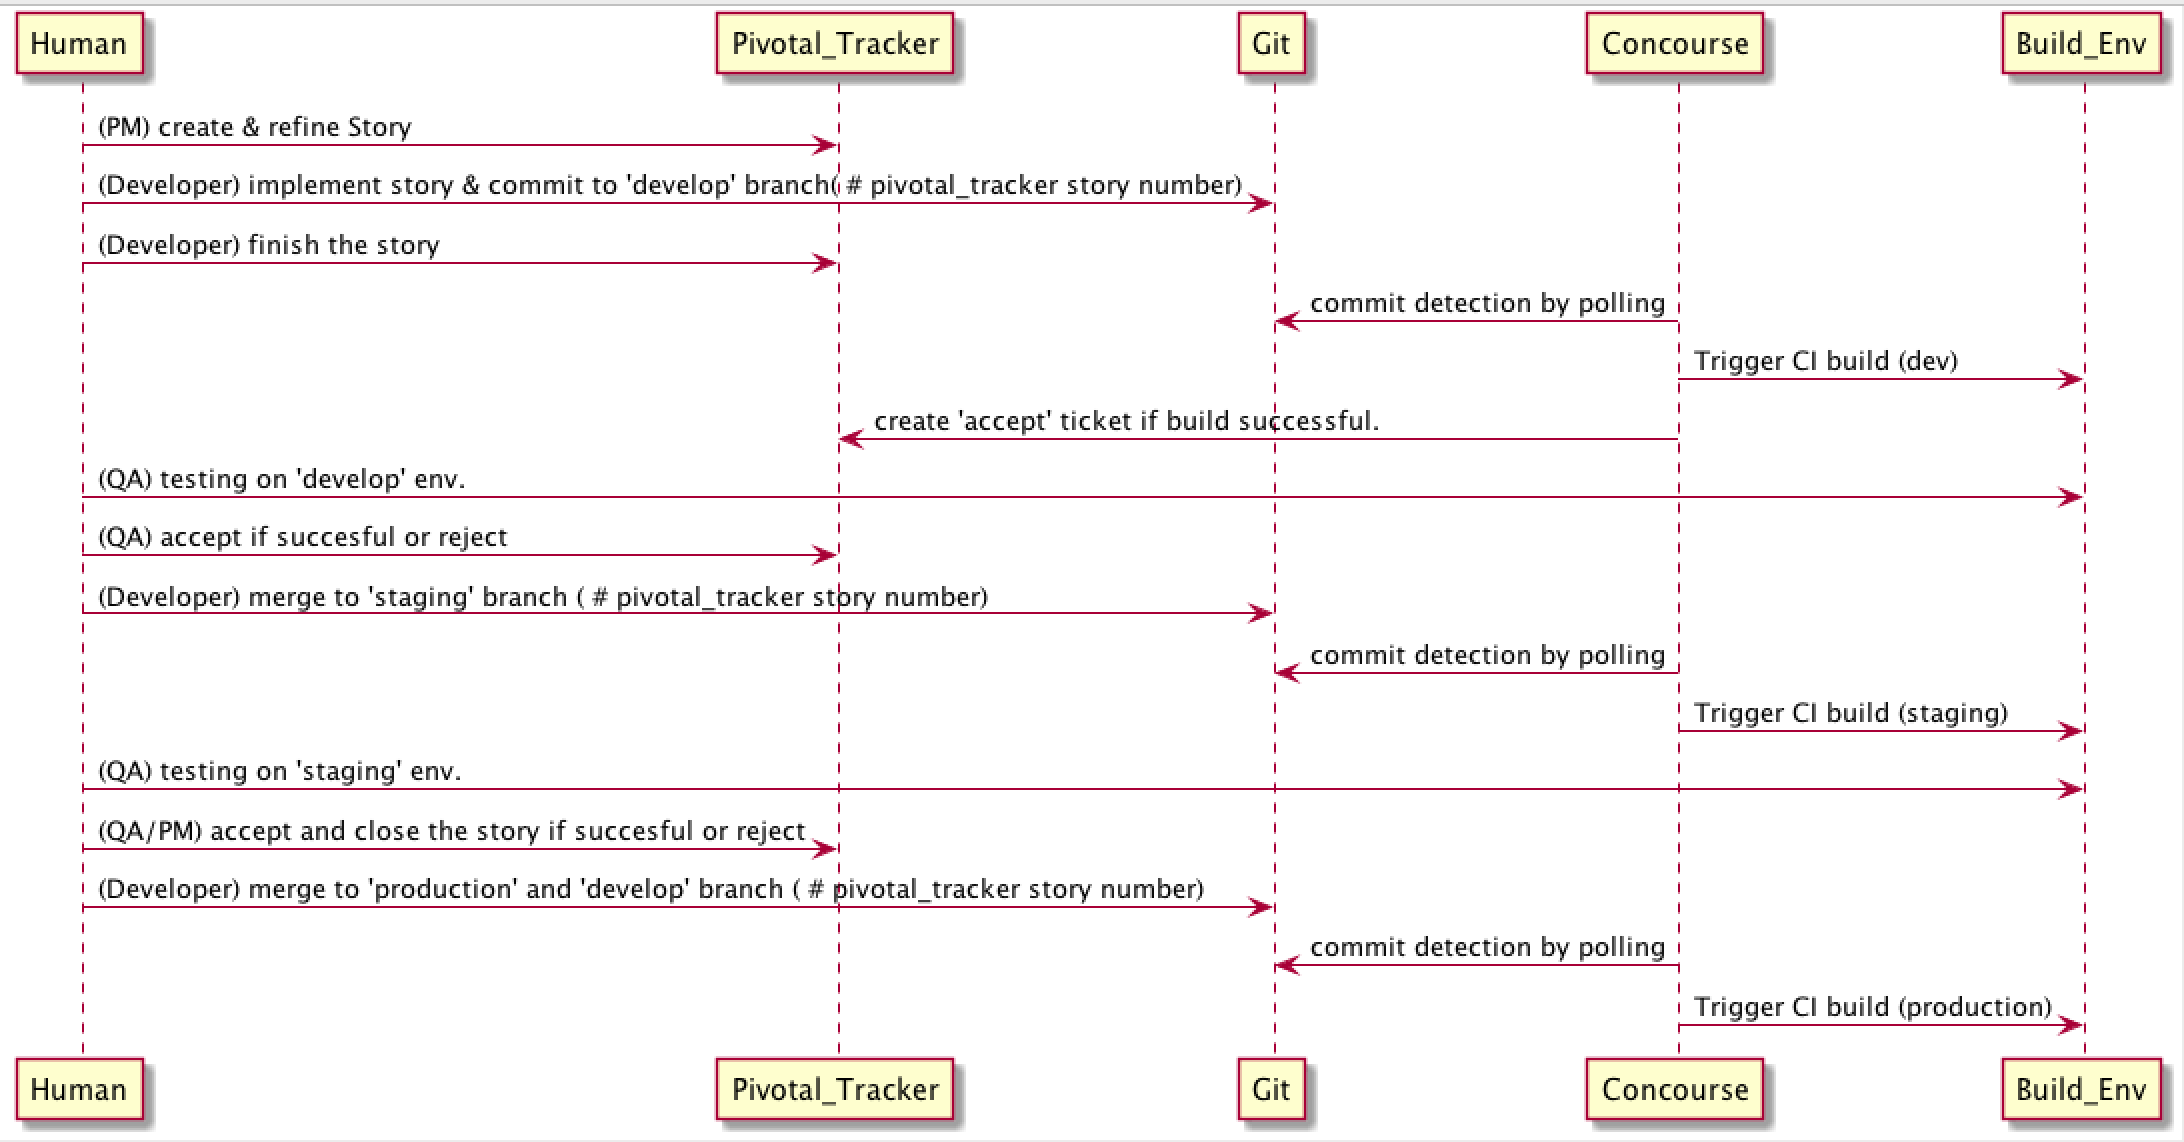 Human
Pivotal_Tracker
Git
Concourse
Build_Env
(PM) create & refine Story
(Developer) implement story & commit to 'develop' branch( # pivotal_tracker story number)
(Developer) finish the story
commit detection by polling
Trigger CI build (dev)
create 'accept' ticket if build successful.
(QA) testing on 'develop' env.
(QA) accept if succesful or reject
(Developer) merge to 'staging' branch ( # pivotal_tracker story number)
commit detection by polling
Trigger CI build (staging)
(QA) testing on 'staging' env.
(QA/PM) accept and close the story if succesful or reject
(Developer) merge to 'production' and 'develop' branch ( # pivotal_tracker story number)
commit detection by polling
Trigger CI build (production)
Human
Pivotal_Tracker
Git
Concourse
Build_Env